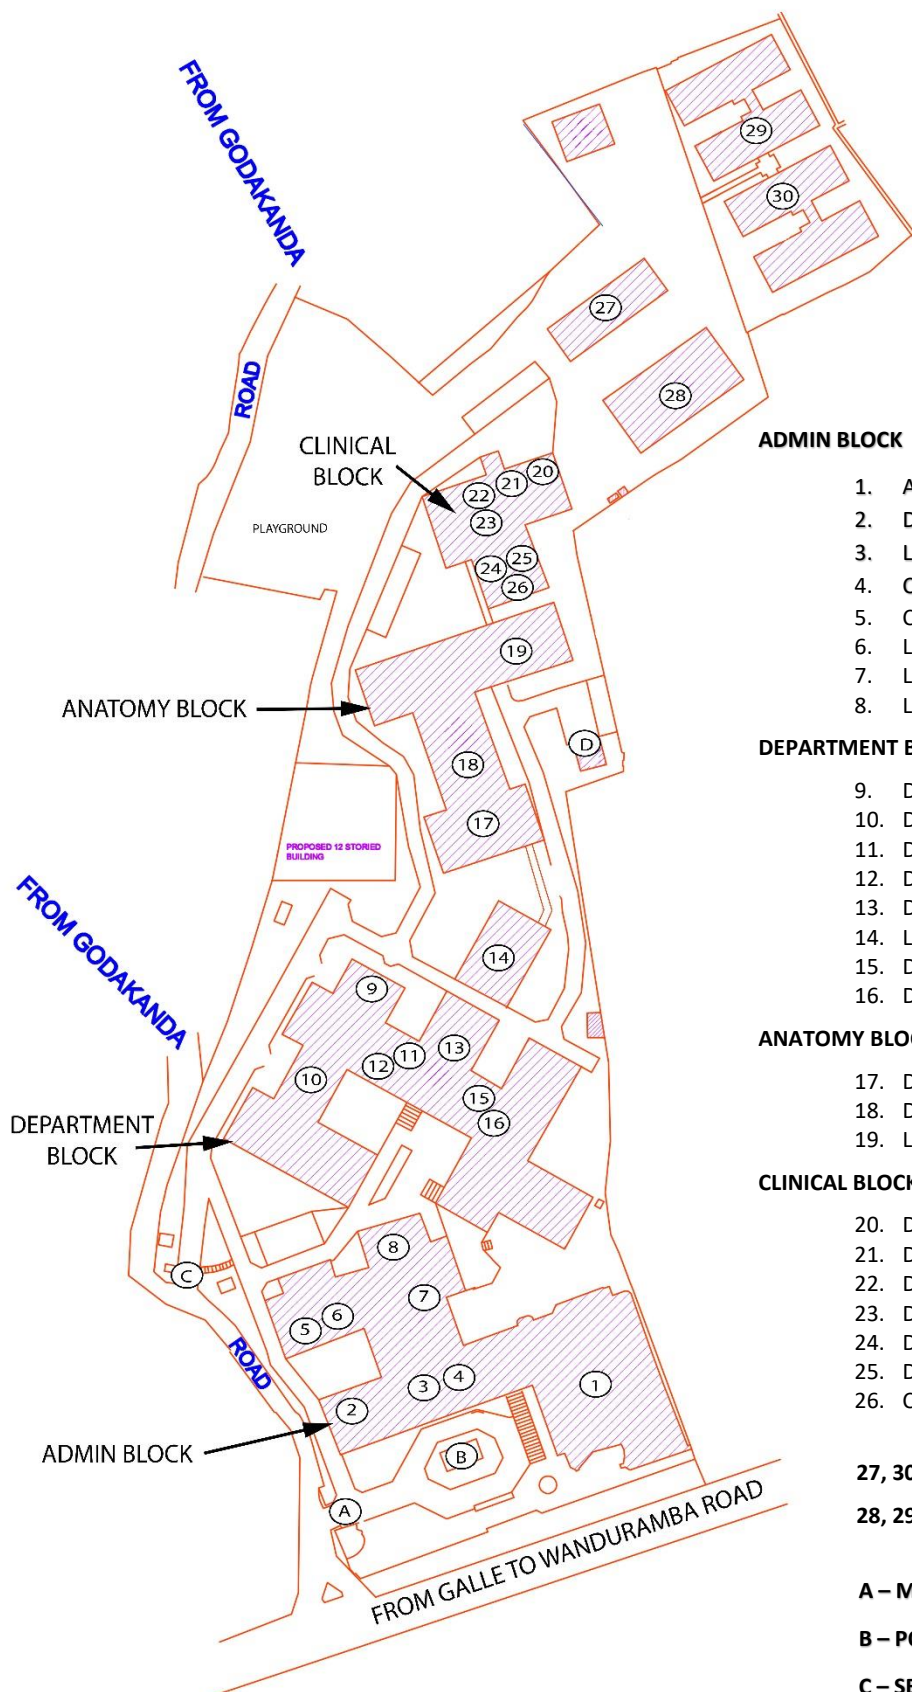 FROM GODAKANDA
ROAD
29
30
27
28
CLINICAL
BLOCK
20
21
22
23
24
25
26
PLAYGROUND
19
ANATOMY BLOCK
D
18
17
PROPOSED 12 STORIED
BUILDING
FROM GODAKANDA
14
9
13
11
12
10
15
16
DEPARTMENT
BLOCK
8
C
7
6
5
ROAD
4
3
1
2
ADMIN BLOCK
B
A
FROM GALLE TO WANDURAMBA ROAD
ADMIN BLOCK
1. A
2. D
3. L
4.
5.
6. L
7. L
8. L
DEPARTMENT B
9. D
10. D
11. D
12. D
13. D
14. L
15. D
16. D
ANATOMY BLO
17. D
18. D
19. L
CLINICAL BLOCK
20. D
21. D
22. D
23. D
24. D
25. D
26.
27, 30
28, 29
A – M
B – P
C – SE